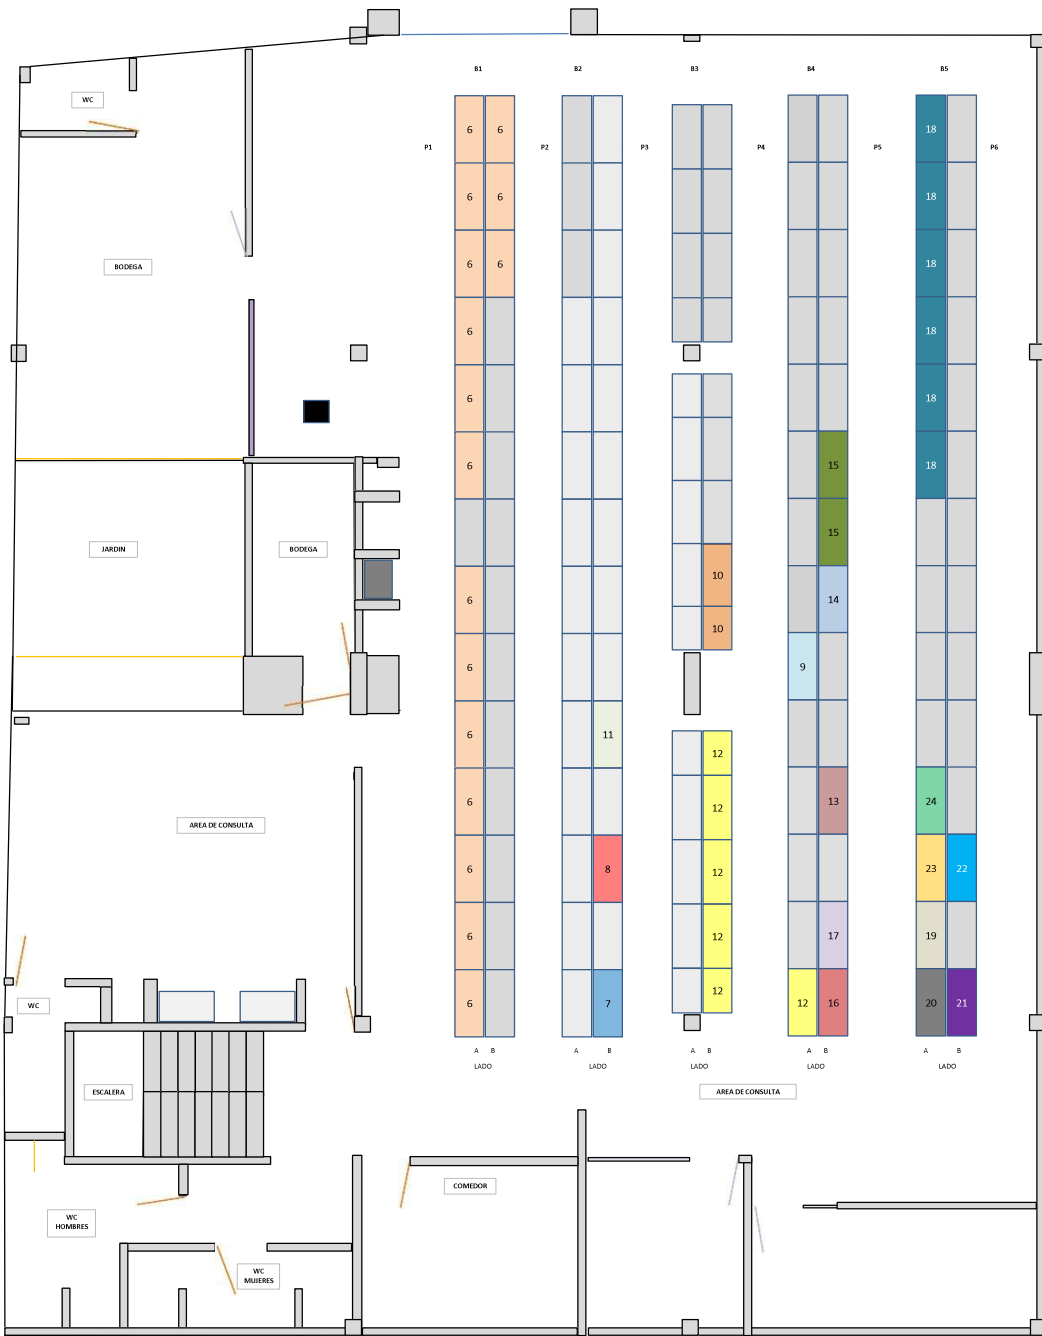 B1 B2 B3 B4 B5
WC
6 6 18
P1 P2 P3 P4 P5 P6
6 6 18
BODEGA
6 6 18
6 18
6 18
6 15 18
15
JARDIN
BODEGA
10
6 14
10
6 9
6 11
12
6 12 13 24
AREA DE CONSULTA
6 8 12 23 22
6 12 17 19
6 7 12 12 16 20 21
WC
A B A B A B A B A B
LADO LADO LADO LADO LADO
ESCALERA
AREA DE CONSULTA
COMEDOR
WC
HOMBRES
WC
MUJERES